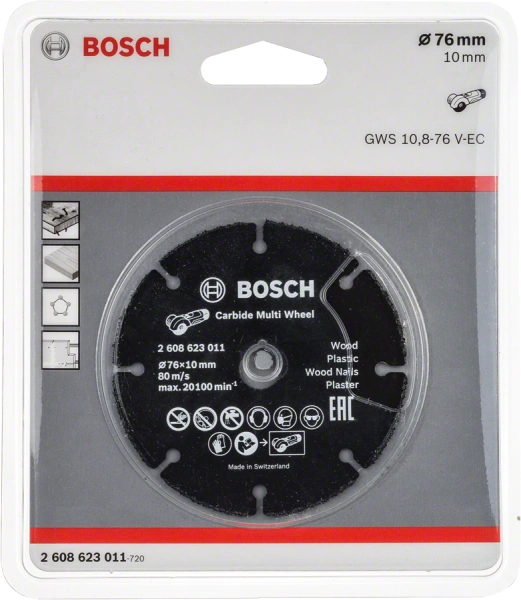 BOSCH
Ø 76 mm
10 mm
GWS 10,8-76 V-EC
BOSCH
Carbide Multi Wheel
2 608 623 011
Ø76×10mm
80 m/s
max. 20100 min⁻¹
Wood
Plastic
Wood Nails
Plaster
EAC
Made in Switzerland
2 608 623 011-720